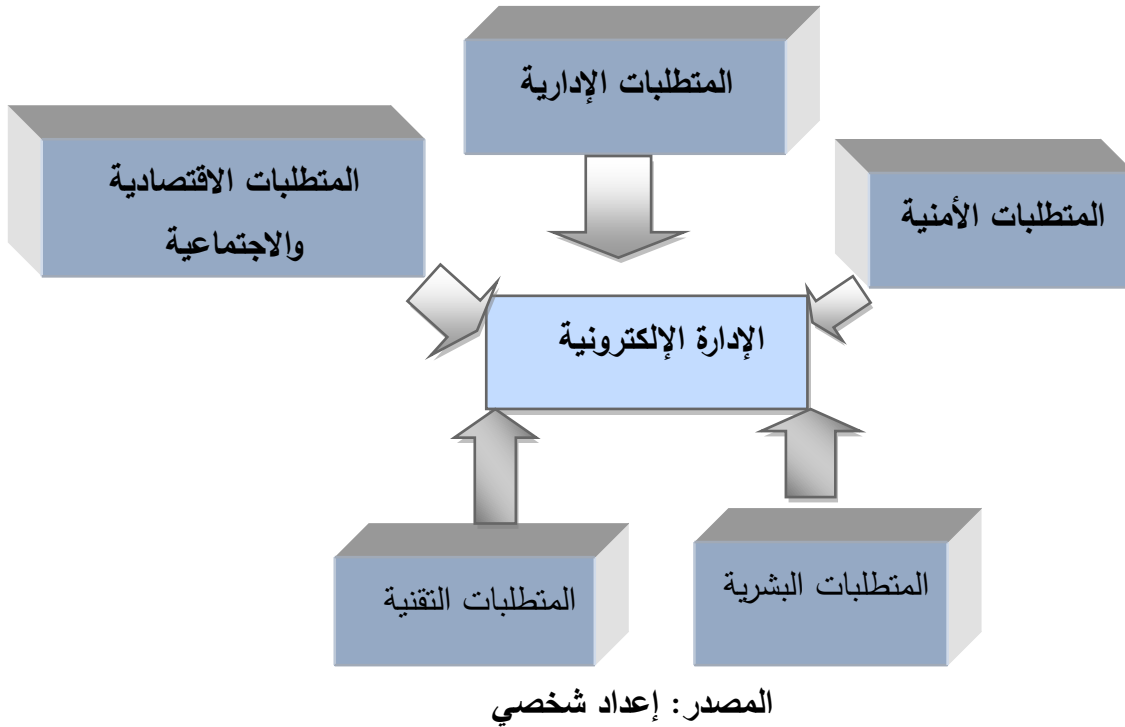 المتطلبات الإدارية
المتطلبات الأمنية
المتطلبات الاقتصادية
والاجتماعية
الإدارة الإلكترونية
المتطلبات البشرية
المتطلبات التقنية
المصدر: إعداد شخصي